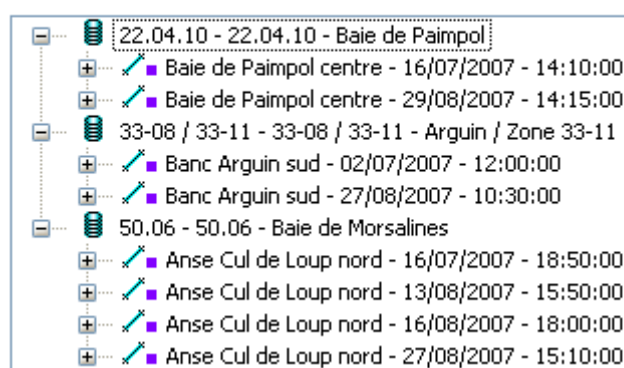 22.04.10 - 22.04.10 - Baie de Paimpol
Baie de Paimpol centre - 16/07/2007 - 14:10:00
Baie de Paimpol centre - 29/08/2007 - 14:15:00
33-08 / 33-11 - 33-08 / 33-11 - Arguin / Zone 33-11
Banc Arguin sud - 02/07/2007 - 12:00:00
Banc Arguin sud - 27/08/2007 - 10:30:00
50.06 - 50.06 - Baie de Morsalines
Anse Cul de Loup nord - 16/07/2007 - 18:50:00
Anse Cul de Loup nord - 13/08/2007 - 15:50:00
Anse Cul de Loup nord - 16/08/2007 - 18:00:00
Anse Cul de Loup nord - 27/08/2007 - 15:10:00